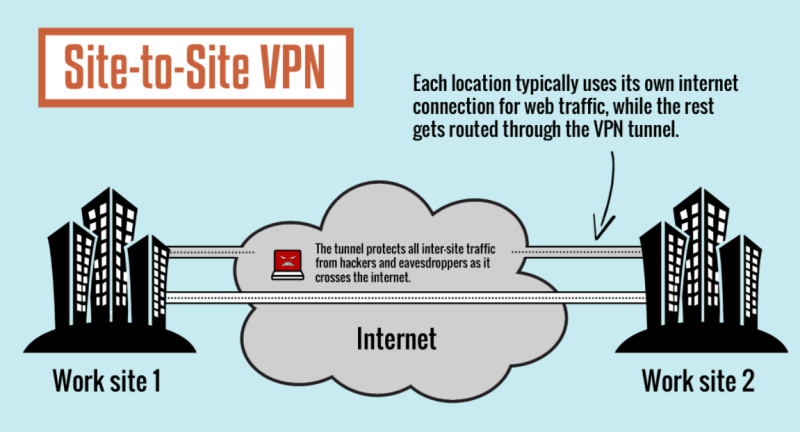 Site-to-Site VPN
Each location typically uses its own internet
connection for web traffic, while the rest
gets routed through the VPN tunnel.
The tunnel protects all inter-site traffic
from hackers and eavesdroppers as it
crosses the internet.
Internet
Work site 1
Work site 2